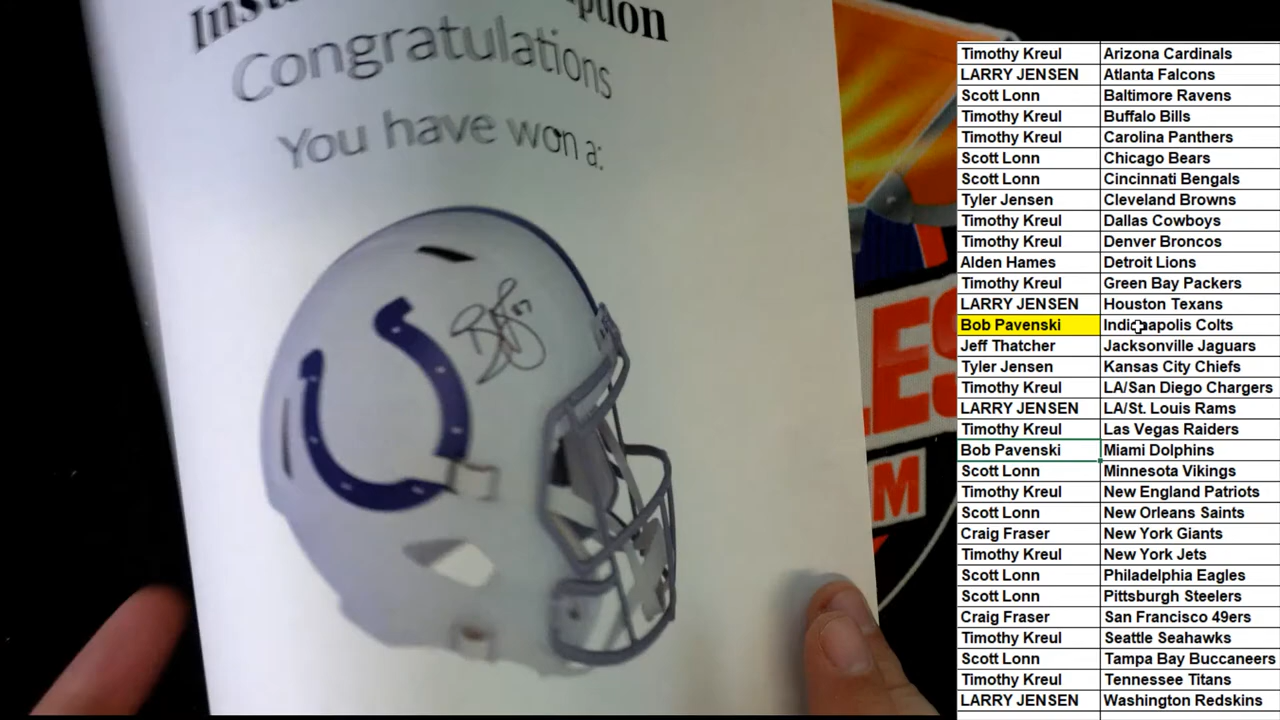 Congratulations
You have won a:
Timothy Kreul Arizona Cardinals
LARRY JENSEN Atlanta Falcons
Scott Lonn Baltimore Ravens
Timothy Kreul Buffalo Bills
Timothy Kreul Carolina Panthers
Scott Lonn Chicago Bears
Scott Lonn Cincinnati Bengals
Tyler Jensen Cleveland Browns
Timothy Kreul Dallas Cowboys
Timothy Kreul Denver Broncos
Alden Hames Detroit Lions
Timothy Kreul Green Bay Packers
LARRY JENSEN Houston Texans
Bob Pavenski Indianapolis Colts
Jeff Thatcher Jacksonville Jaguars
Tyler Jensen Kansas City Chiefs
Timothy Kreul LA/San Diego Chargers
LARRY JENSEN LA/St. Louis Rams
Timothy Kreul Las Vegas Raiders
Bob Pavenski Miami Dolphins
Scott Lonn Minnesota Vikings
Timothy Kreul New England Patriots
Scott Lonn New Orleans Saints
Craig Fraser New York Giants
Timothy Kreul New York Jets
Scott Lonn Philadelphia Eagles
Scott Lonn Pittsburgh Steelers
Craig Fraser San Francisco 49ers
Timothy Kreul Seattle Seahawks
Scott Lonn Tampa Bay Buccaneers
Timothy Kreul Tennessee Titans
LARRY JENSEN Washington Redskins